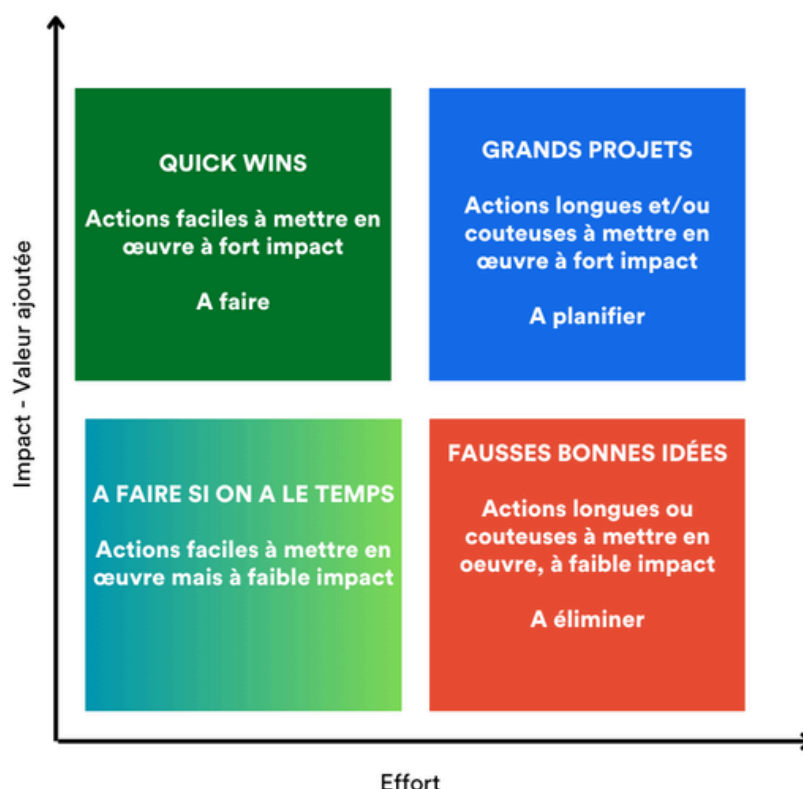 Impact - Valeur ajoutée
QUICK WINS
Actions faciles à mettre en
œuvre à fort impact
A faire
GRANDS PROJETS
Actions longues et/ou
couteuses à mettre en
œuvre à fort impact
A planifier
A FAIRE SI ON A LE TEMPS
Actions faciles à mettre en
œuvre mais à faible impact
FAUSSES BONNES IDÉES
Actions longues ou
couteuses à mettre en
oeuvre, à faible impact
A éliminer
Effort